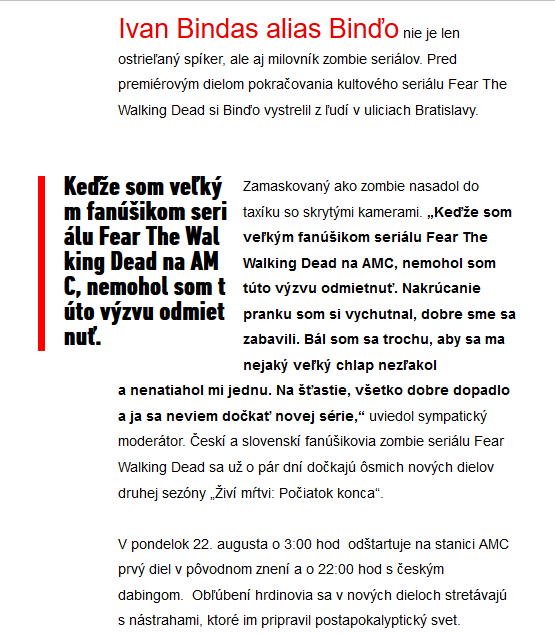 Ivan Bindas alias Binďo nie je len
ostrieľaný spíker, ale aj milovník zombie seriálov. Pred
premiérovým dielom pokračovania kultového seriálu Fear The
Walking Dead si Binďo vystrelil z ľudí v uliciach Bratislavy.
Keďže som veľký
m fanúšikom seri
álu Fear The Wal
king Dead na AM
C, nemohol som t
úto výzvu odmiet
nuť.
Zamaskovaný ako zombie nasadol do
taxíku so skrytými kamerami. „Keďže som
veľkým fanúšikom seriálu Fear The
Walking Dead na AMC, nemohol som
túto výzvu odmietnuť. Nakrúcanie
pranku som si vychutnal, dobre sme sa
zabavili. Bál som sa trochu, aby sa ma
nejaký veľký chlap nezľakol
a nenatiahol mi jednu. Na šťastie, všetko dobre dopadlo
a ja sa neviem dočkať novej série,“ uviedol sympatický
moderátor. Českí a slovenskí fanúšikovia zombie seriálu Fear
Walking Dead sa už o pár dní dočkajú ôsmich nových dielov
druhej sezóny „Živí mŕtvi: Počiatok konca“.
V pondelok 22. augusta o 3:00 hod odštartuje na stanici AMC
prvý diel v pôvodnom znení a o 22:00 hod s českým
dabingom. Obľúbení hrdinovia sa v nových dieloch stretávajú
s nástrahami, ktoré im pripravil postapokalyptický svet.